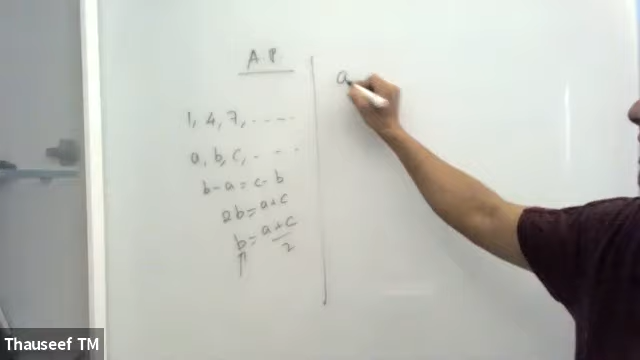 A.P
1, 4, 7, ......
a, b, c, - - -
b - a = c - b
2b = a + c
b = a + c / 2
↑
a
Thauseef TM